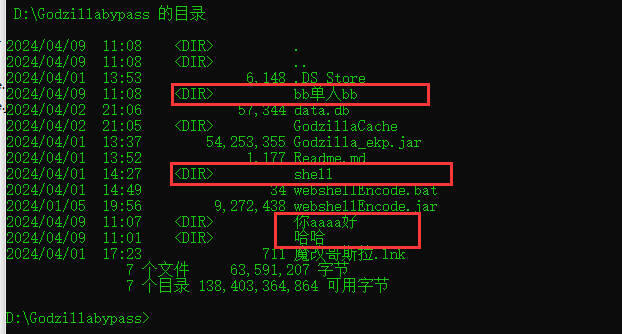 D:\Godzillabypass 的目录
2024/04/09 11:08 <DIR> .
2024/04/09 11:08 <DIR> ..
2024/04/01 13:53 6,148 .DS_Store
2024/04/09 11:08 <DIR> bb单人bb
2024/04/02 21:06 57,344 data.db
2024/04/02 21:05 <DIR> GodzillaCache
2024/04/01 13:37 54,253,355 Godzilla_ekp.jar
2024/04/01 13:52 1,177 Readme.md
2024/04/01 14:27 <DIR> shell
2024/04/01 14:49 34 webshellEncode.bat
2024/01/05 19:56 9,272,438 webshellEncode.jar
2024/04/09 11:07 <DIR> 你aaaa好
2024/04/09 11:08 <DIR> 哈哈
2024/04/01 17:23 711 魔改哥斯拉.lnk
7 个文件 63,591,207 字节
7 个目录 138,403,364,864 可用字节
D:\Godzillabypass>